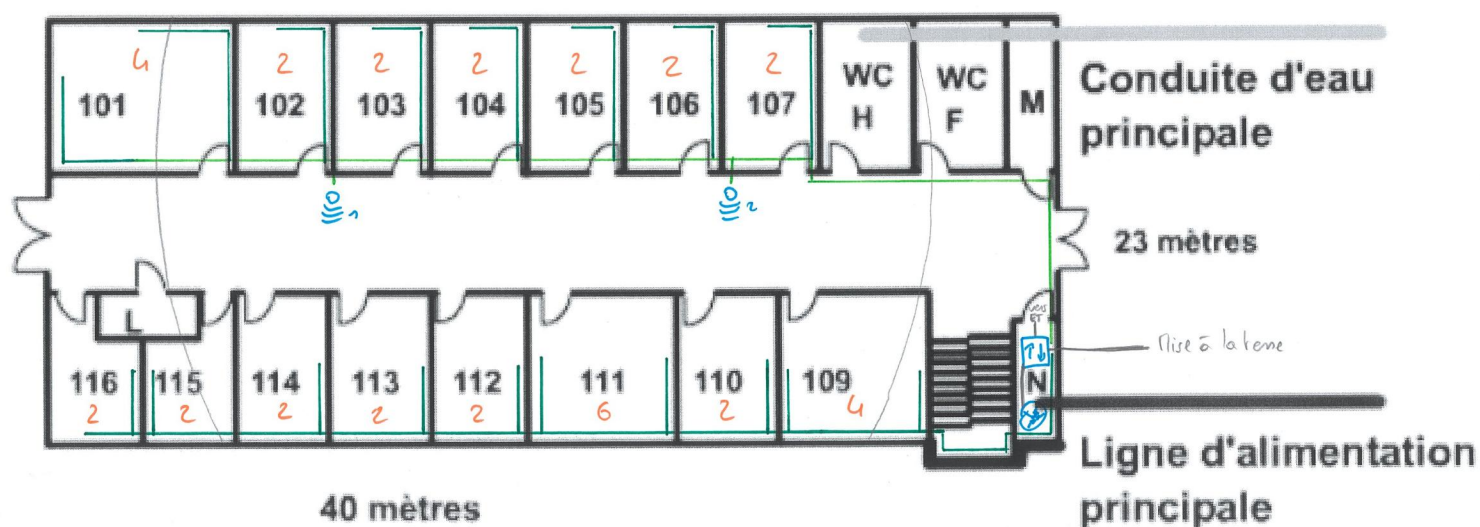 4 2 2 2 2 2 2
101 102 103 104 105 106 107 WC H WC F M
Conduite d'eau
principale
1 2
23 mètres
L
vers
Mise à la terre
116 115 114 113 112 111 110 109 N
2 2 2 2 2 6 2 4
Ligne d'alimentation
principale
40 mètres